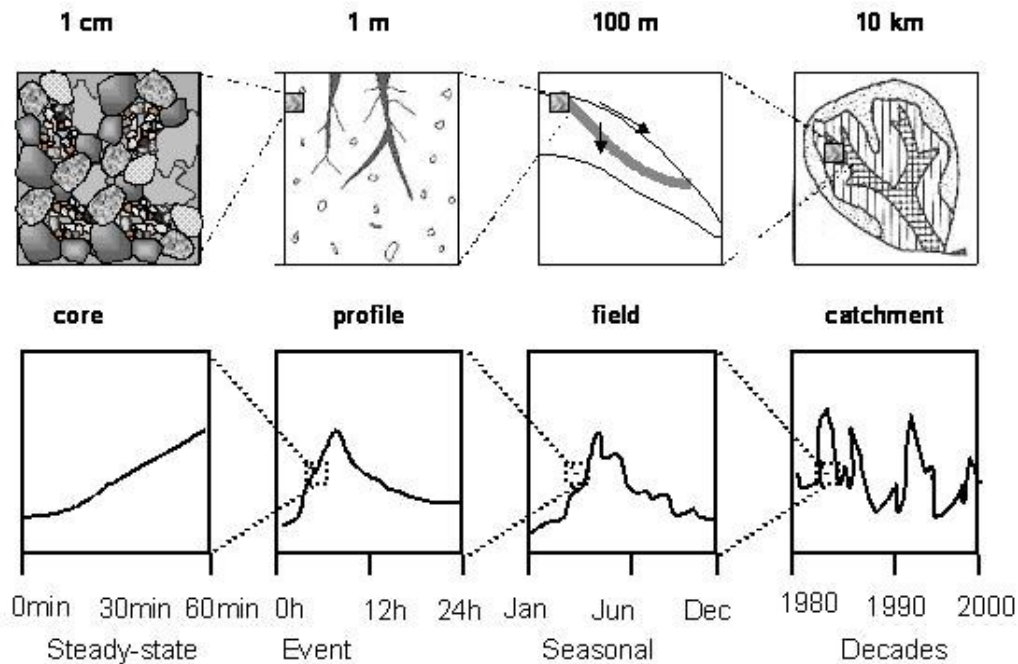 1 cm 1 m 100 m 10 km
core profile field catchment
0min 30min 60min 0h 12h 24h Jan Jun Dec 1980 1990 2000
Steady-state Event Seasonal Decades